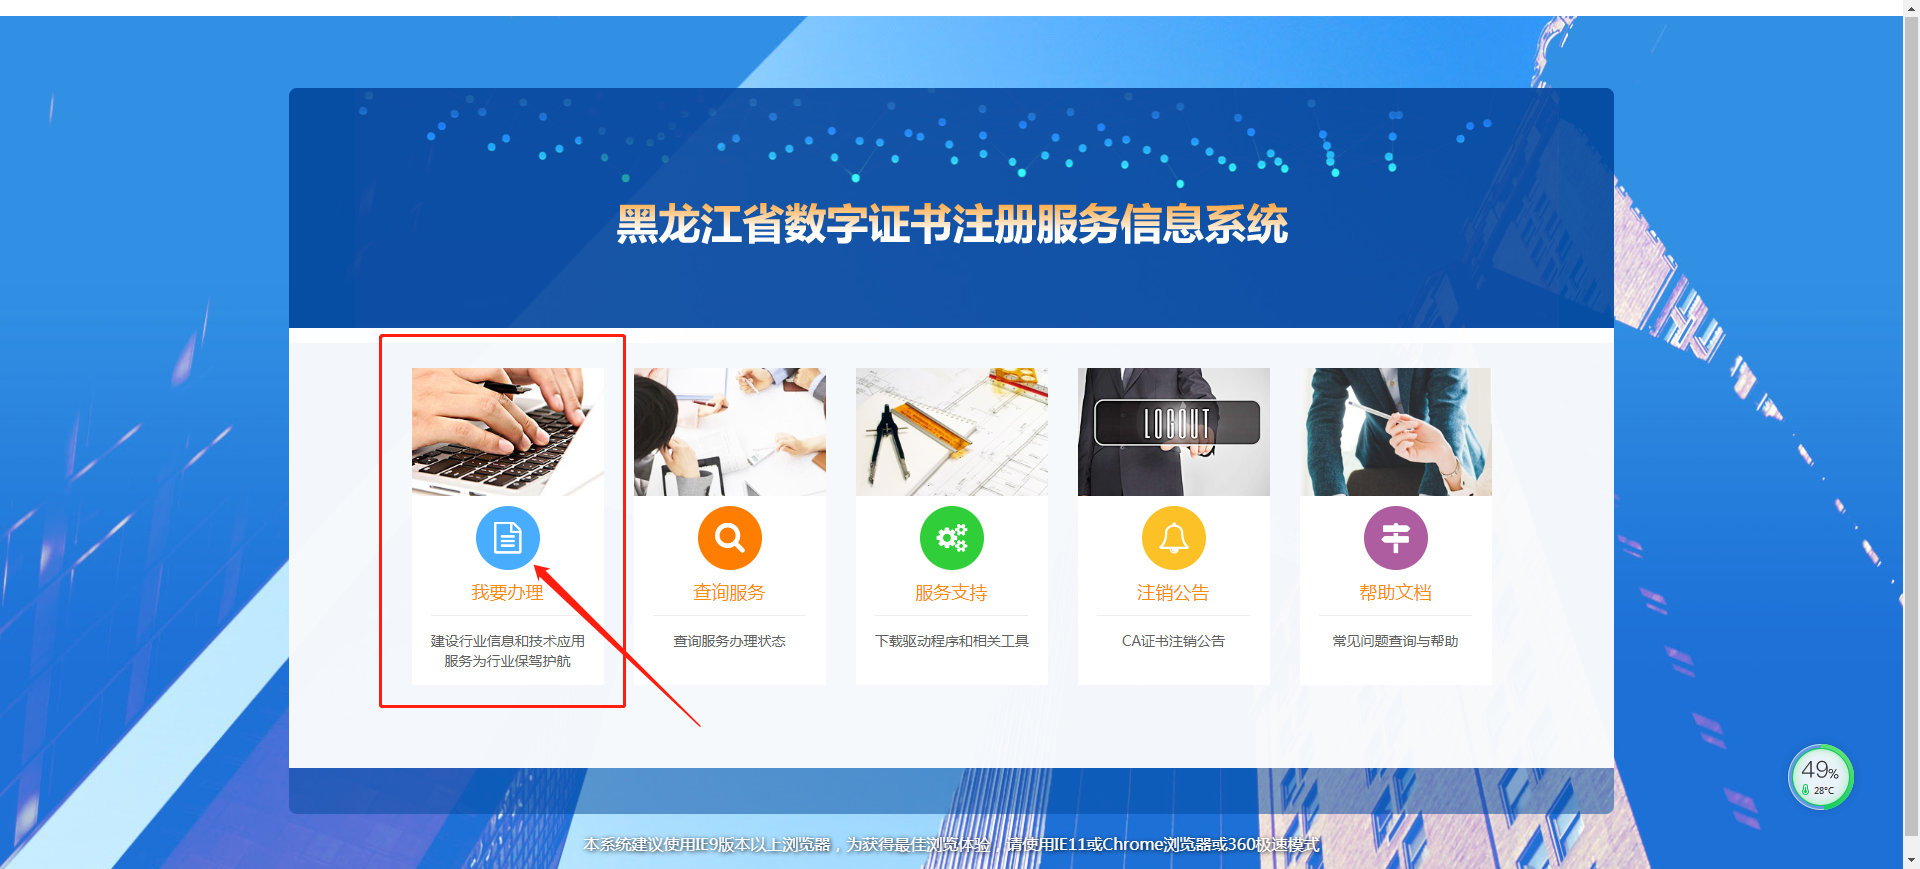 黑龙江省数字证书注册服务信息系统
LOGOUT
我要办理
查询服务
服务支持
注销公告
帮助文档
建设行业信息和技术应用
服务为行业保驾护航
查询服务办理状态
下载驱动程序和相关工具
CA证书注销公告
常见问题查询与帮助
49%
28°C
本系统建议使用IE9版本以上浏览器，为获得最佳浏览体验，请使用IE11或Chrome浏览器或360极速模式